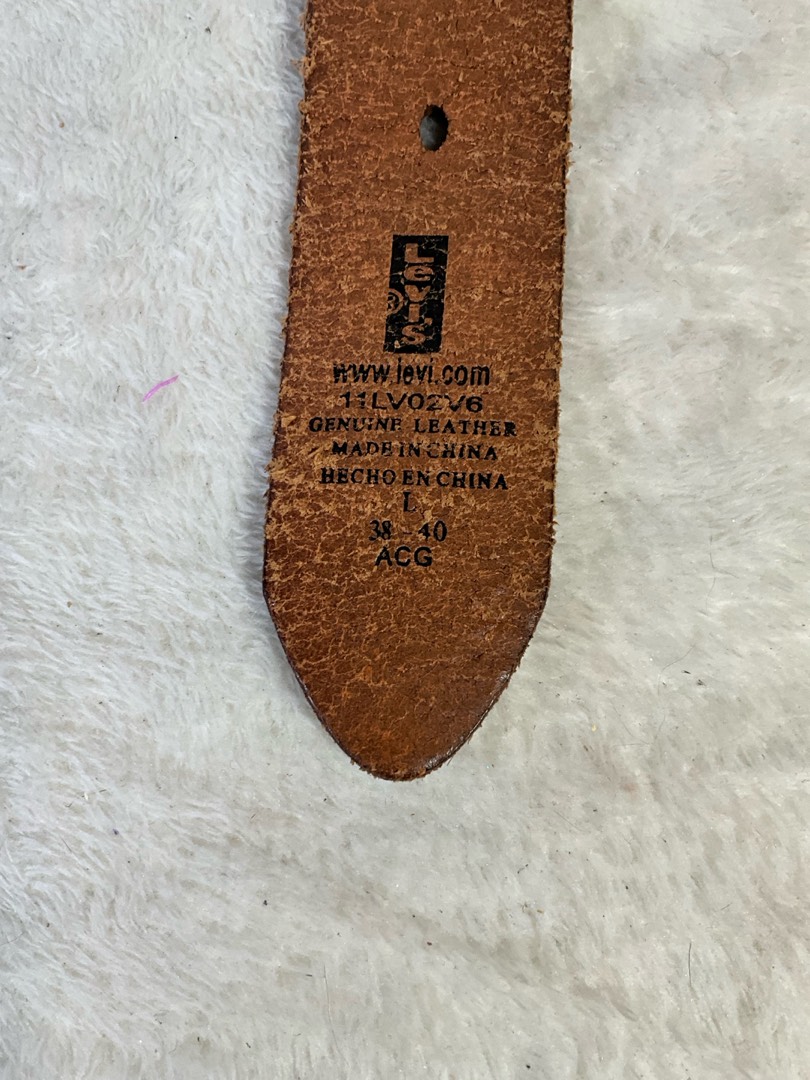 Levi's®
www.levi.com
11LV02V6
GENUINE LEATHER
MADE IN CHINA
HECHO EN CHINA
L
38 - 40
ACG